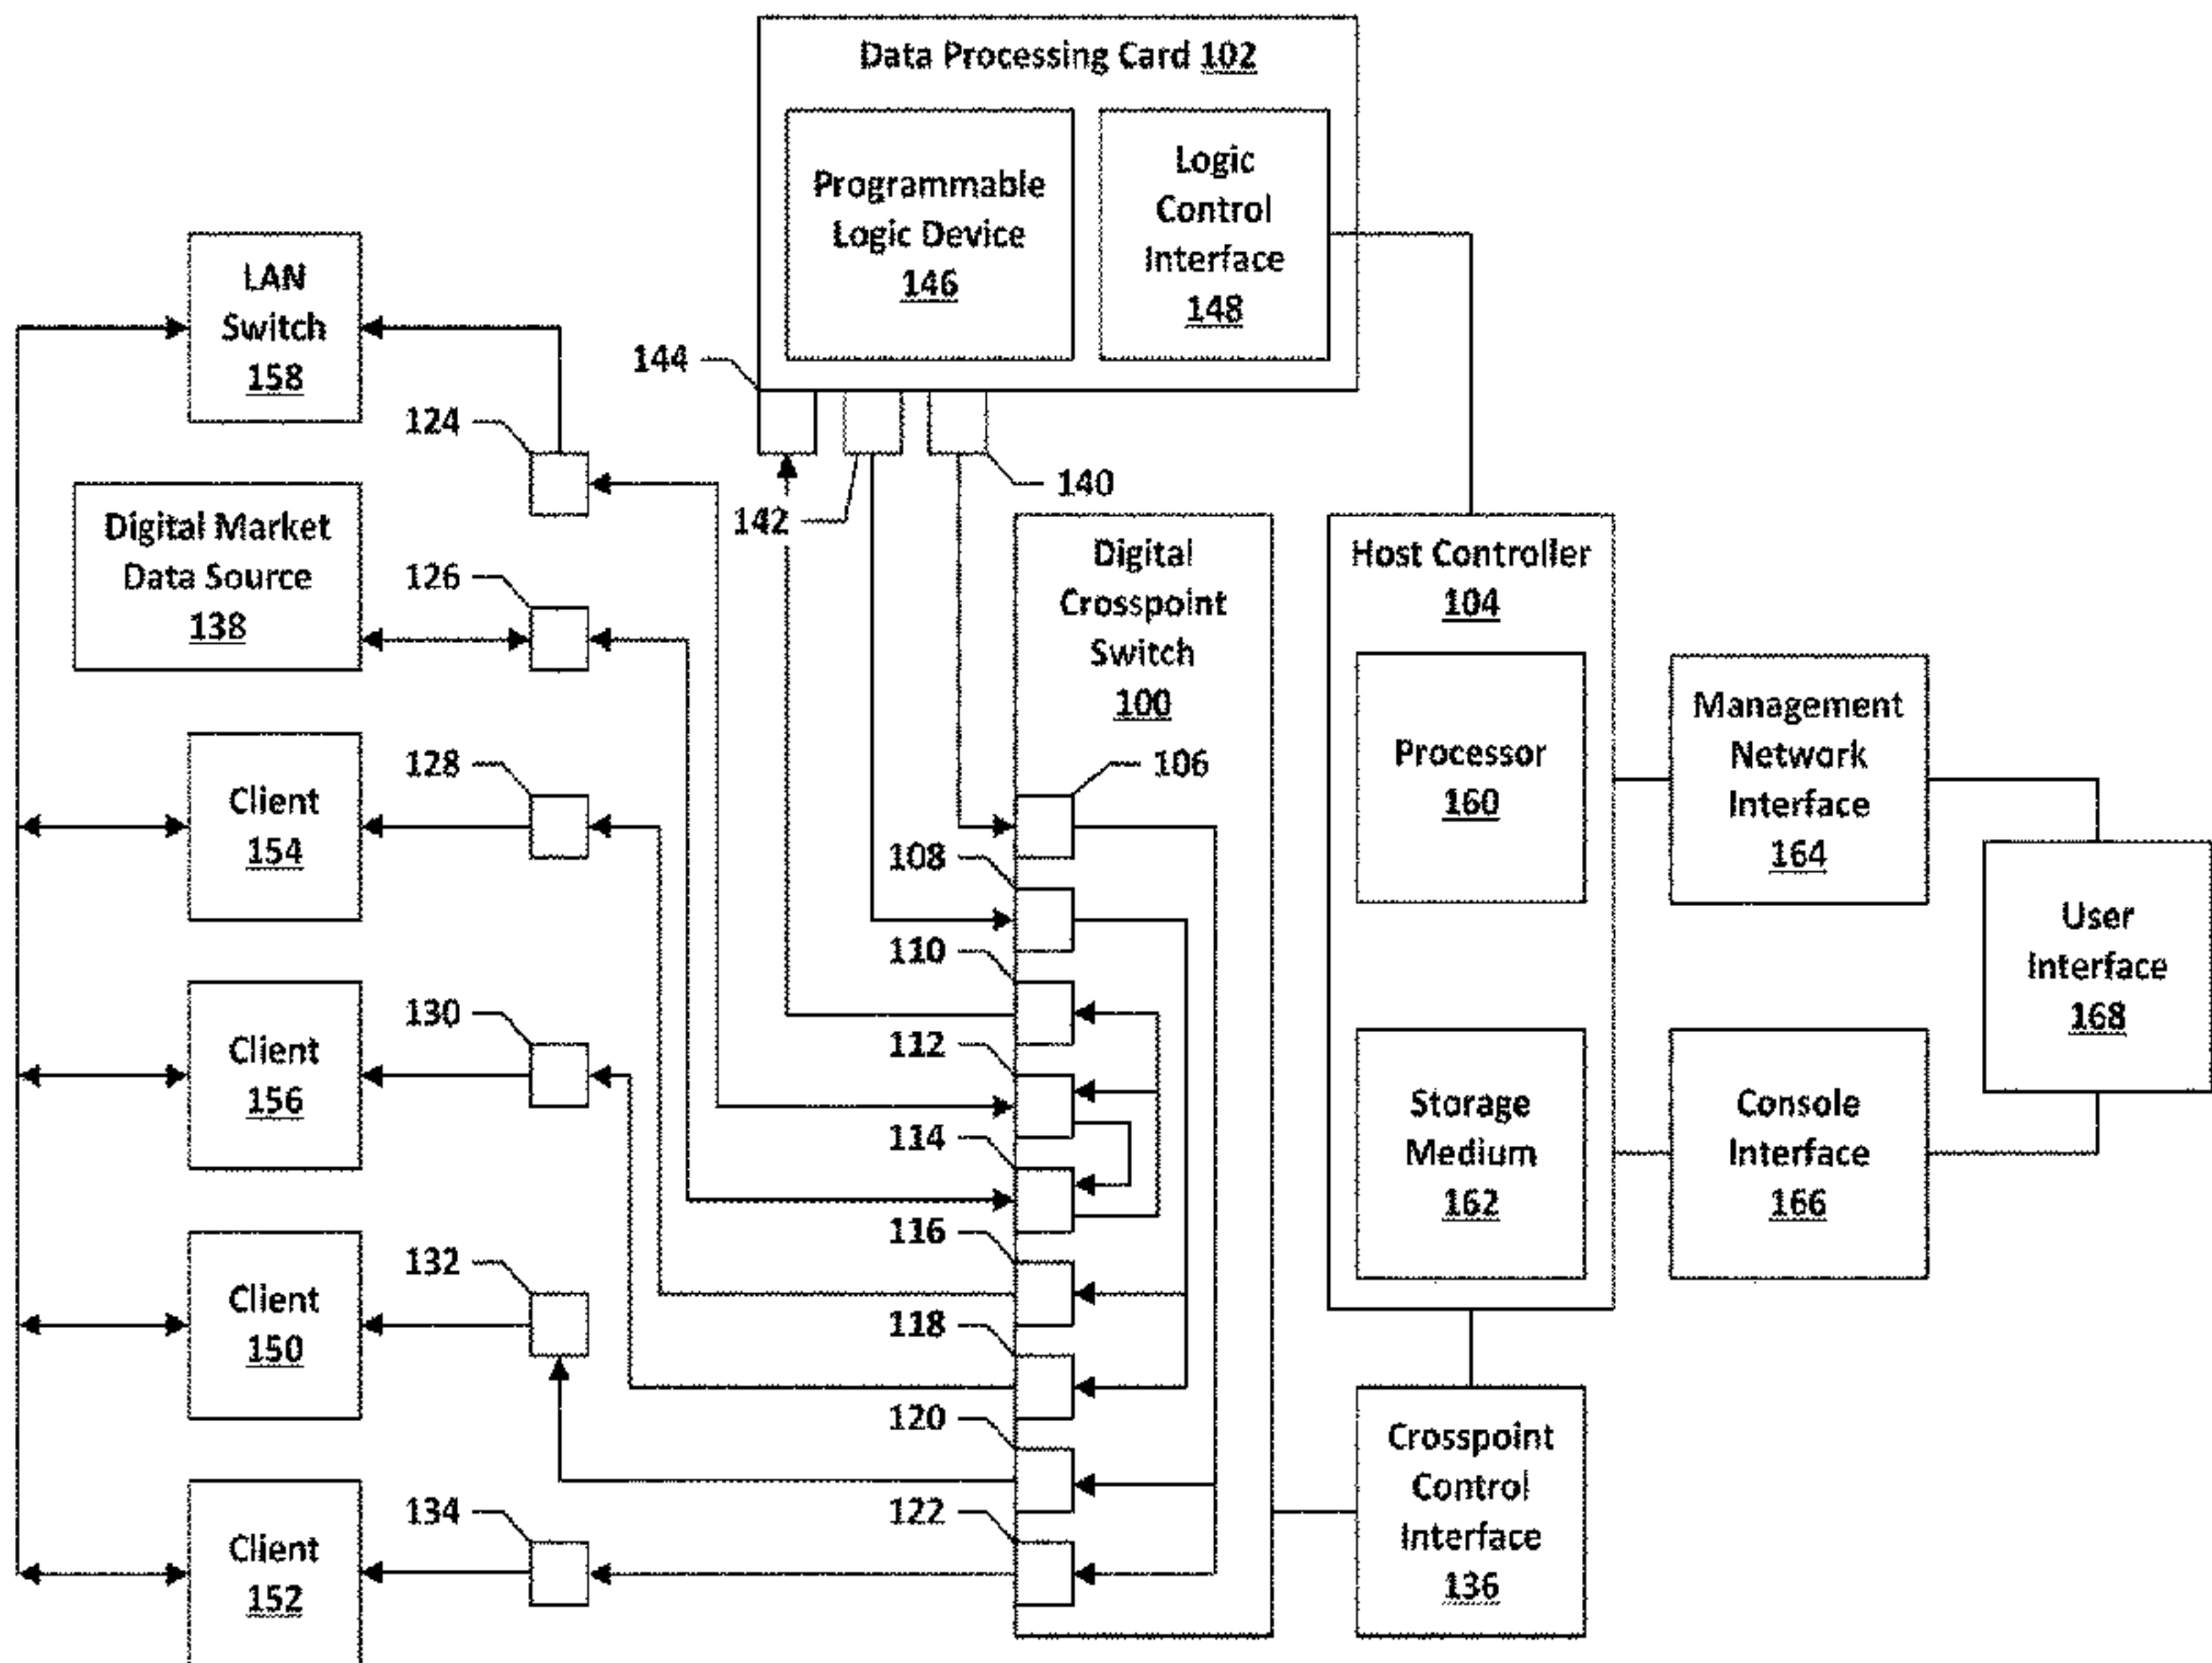 Data Processing Card 102
Programmable
Logic Device
146
Logic
Control
Interface
148
LAN
Switch
158
144
124
142
140
Digital Market
Data Source
138
126
Digital
Crosspoint
Switch
100
Host Controller
104
Processor
160
Management
Network
Interface
164
Client
154
128
106
108
110
User
Interface
168
Client
156
130
112
114
116
Storage
Medium
162
Console
Interface
166
Client
150
132
118
120
Crosspoint
Control
Interface
136
Client
152
134
122